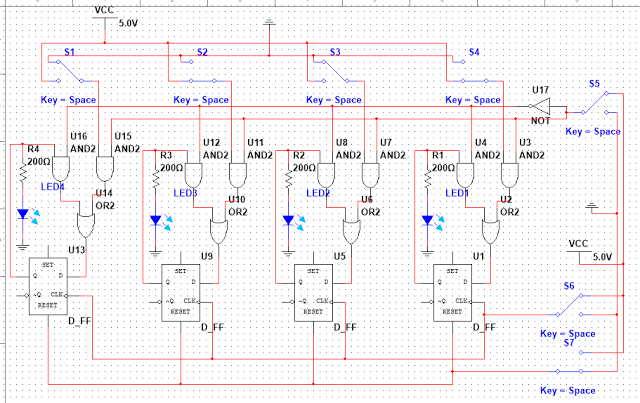 VCC
5.0V
S1
S2
S3
S4
Key = Space
Key = Space
Key = Space
Key = Space
U17
NOT
S5
Key = Space
R4
200Ω
U16
AND2
U15
AND2
R3
200Ω
U12
AND2
U11
AND2
R2
200Ω
U8
AND2
U7
AND2
R1
200Ω
U4
AND2
U3
AND2
LED4
U14
OR2
LED3
U10
OR2
LED2
U6
OR2
LED1
U2
OR2
U13
SET
Q
D
~Q
CLK
RESET
D_FF
U9
SET
Q
D
~Q
CLK
RESET
D_FF
U5
SET
Q
D
~Q
CLK
RESET
D_FF
U1
SET
Q
D
~Q
CLK
RESET
D_FF
VCC
5.0V
S6
Key = Space
S7
Key = Space